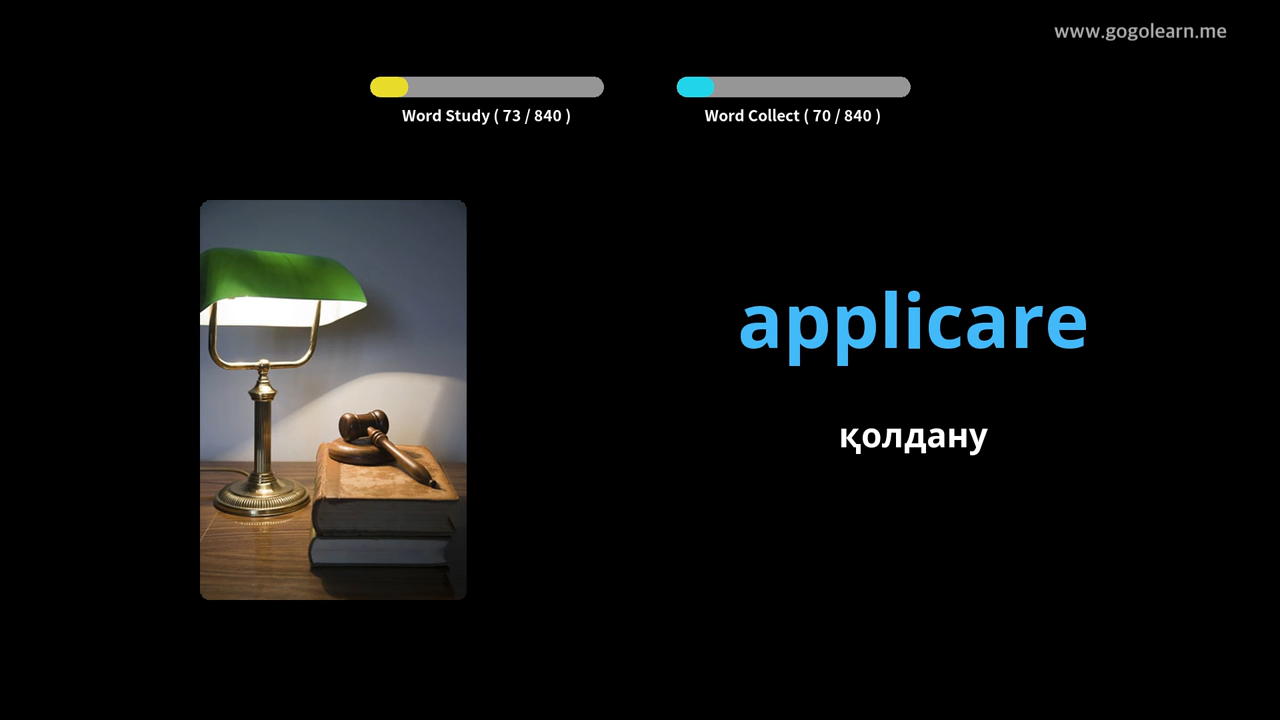 www.gogolearn.me
Word Study ( 73 / 840 )
Word Collect ( 70 / 840 )
applicare
қолдану